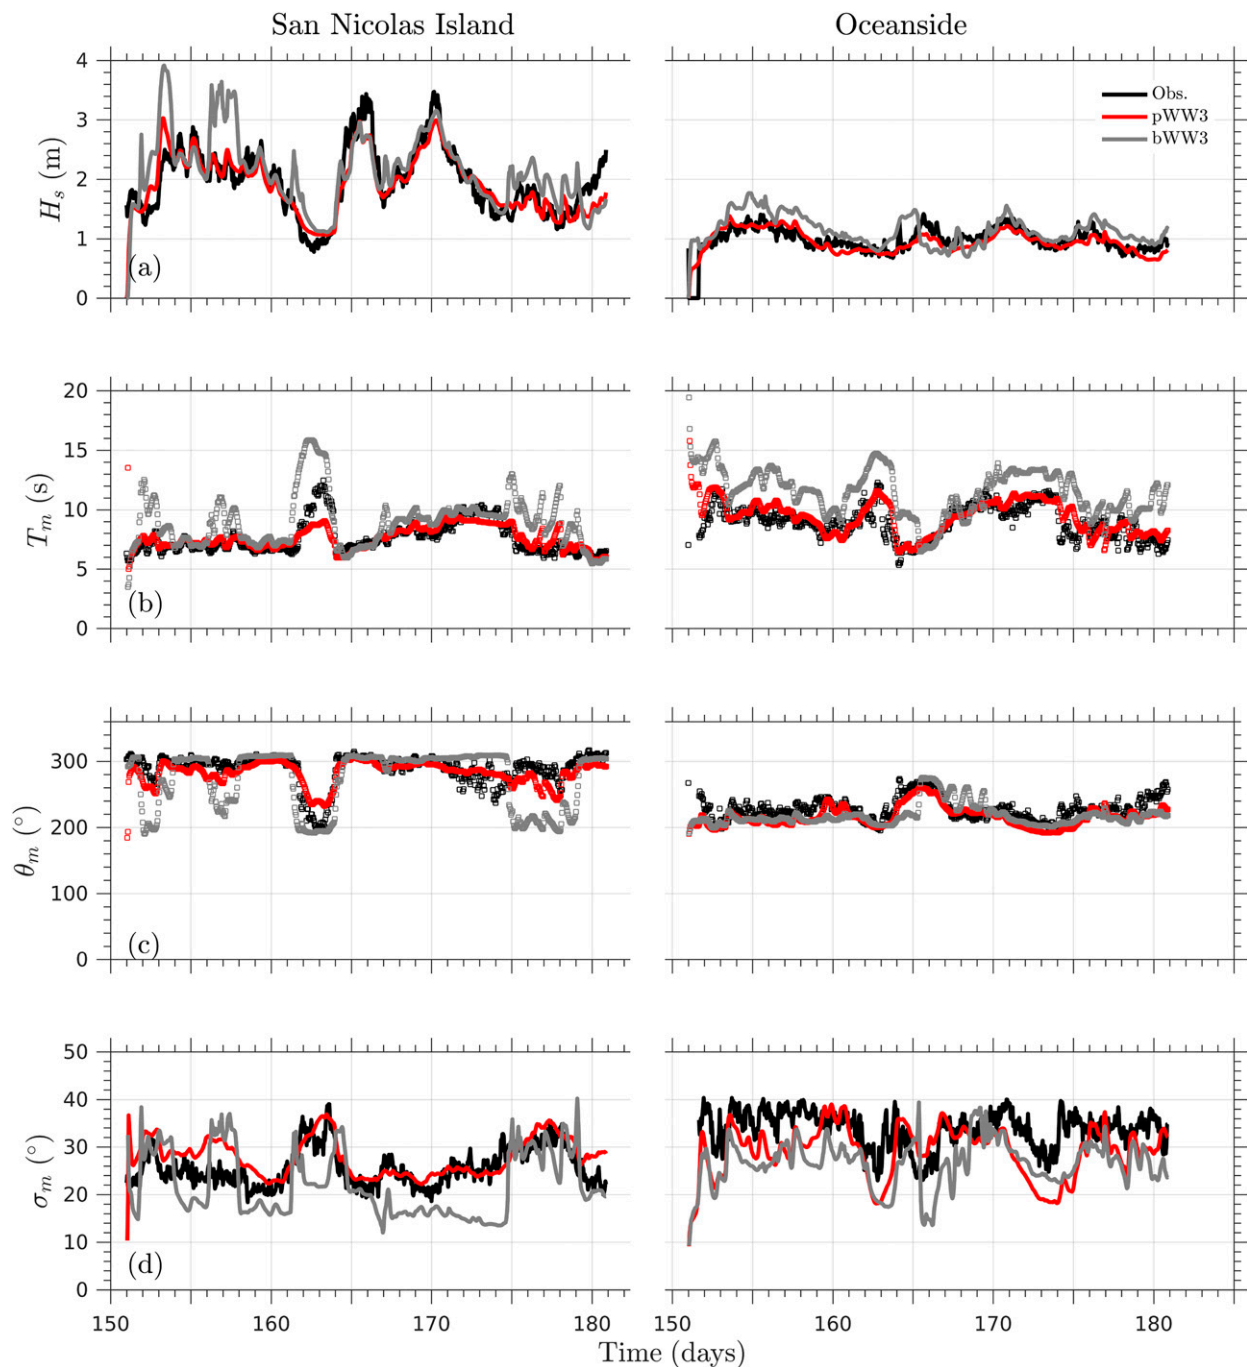 San Nicolas Island
Oceanside
4
3
2
1
0
H_s (m)
(a)
Obs.
pWW3
bWW3
20
15
10
5
0
T_m (s)
(b)
300
200
100
0
θ_m (°)
(c)
50
40
30
20
10
0
σ_m (°)
(d)
150 160 170 180 150 160 170 180
Time (days)